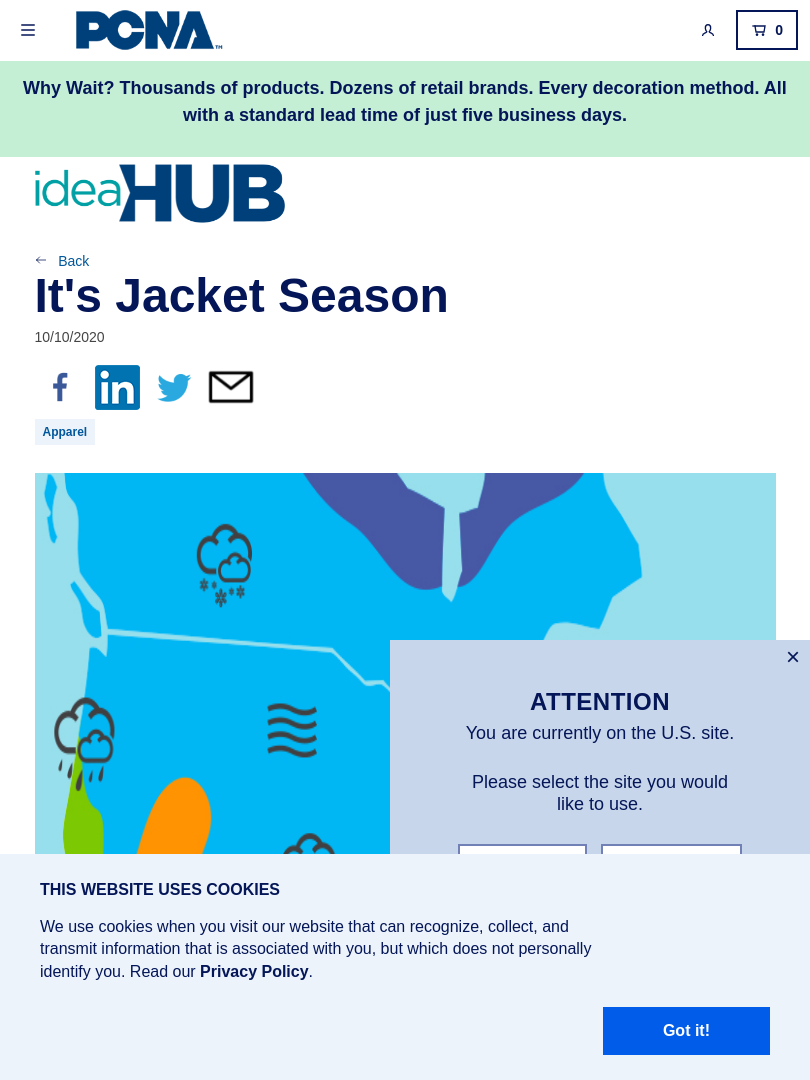 PCNA™
0
Why Wait? Thousands of products. Dozens of retail brands. Every decoration method. All
with a standard lead time of just five business days.
ideaHUB
Back
It's Jacket Season
10/10/2020
f
in
Apparel
×
ATTENTION
You are currently on the U.S. site.
Please select the site you would
like to use.
THIS WEBSITE USES COOKIES
We use cookies when you visit our website that can recognize, collect, and
transmit information that is associated with you, but which does not personally
identify you. Read our Privacy Policy.
Got it!